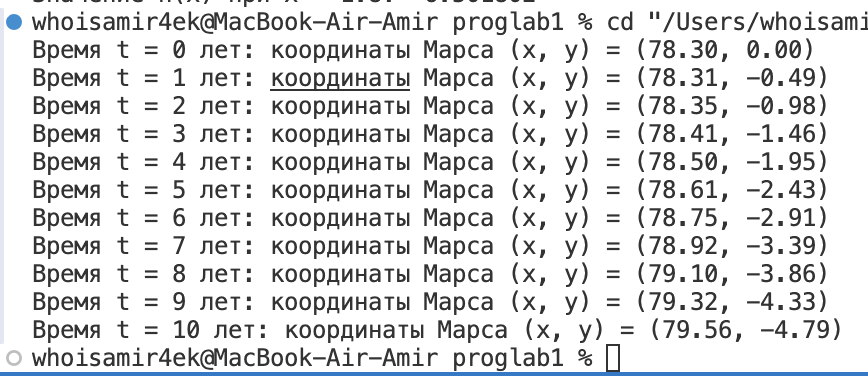 whoisamir4ek@MacBook-Air-Amir proglab1 % cd "/Users/whoisami
Время t = 0 лет: координаты Марса (x, y) = (78.30, 0.00)
Время t = 1 лет: координаты Марса (x, y) = (78.31, -0.49)
Время t = 2 лет: координаты Марса (x, y) = (78.35, -0.98)
Время t = 3 лет: координаты Марса (x, y) = (78.41, -1.46)
Время t = 4 лет: координаты Марса (x, y) = (78.50, -1.95)
Время t = 5 лет: координаты Марса (x, y) = (78.61, -2.43)
Время t = 6 лет: координаты Марса (x, y) = (78.75, -2.91)
Время t = 7 лет: координаты Марса (x, y) = (78.92, -3.39)
Время t = 8 лет: координаты Марса (x, y) = (79.10, -3.86)
Время t = 9 лет: координаты Марса (x, y) = (79.32, -4.33)
Время t = 10 лет: координаты Марса (x, y) = (79.56, -4.79)
whoisamir4ek@MacBook-Air-Amir proglab1 %